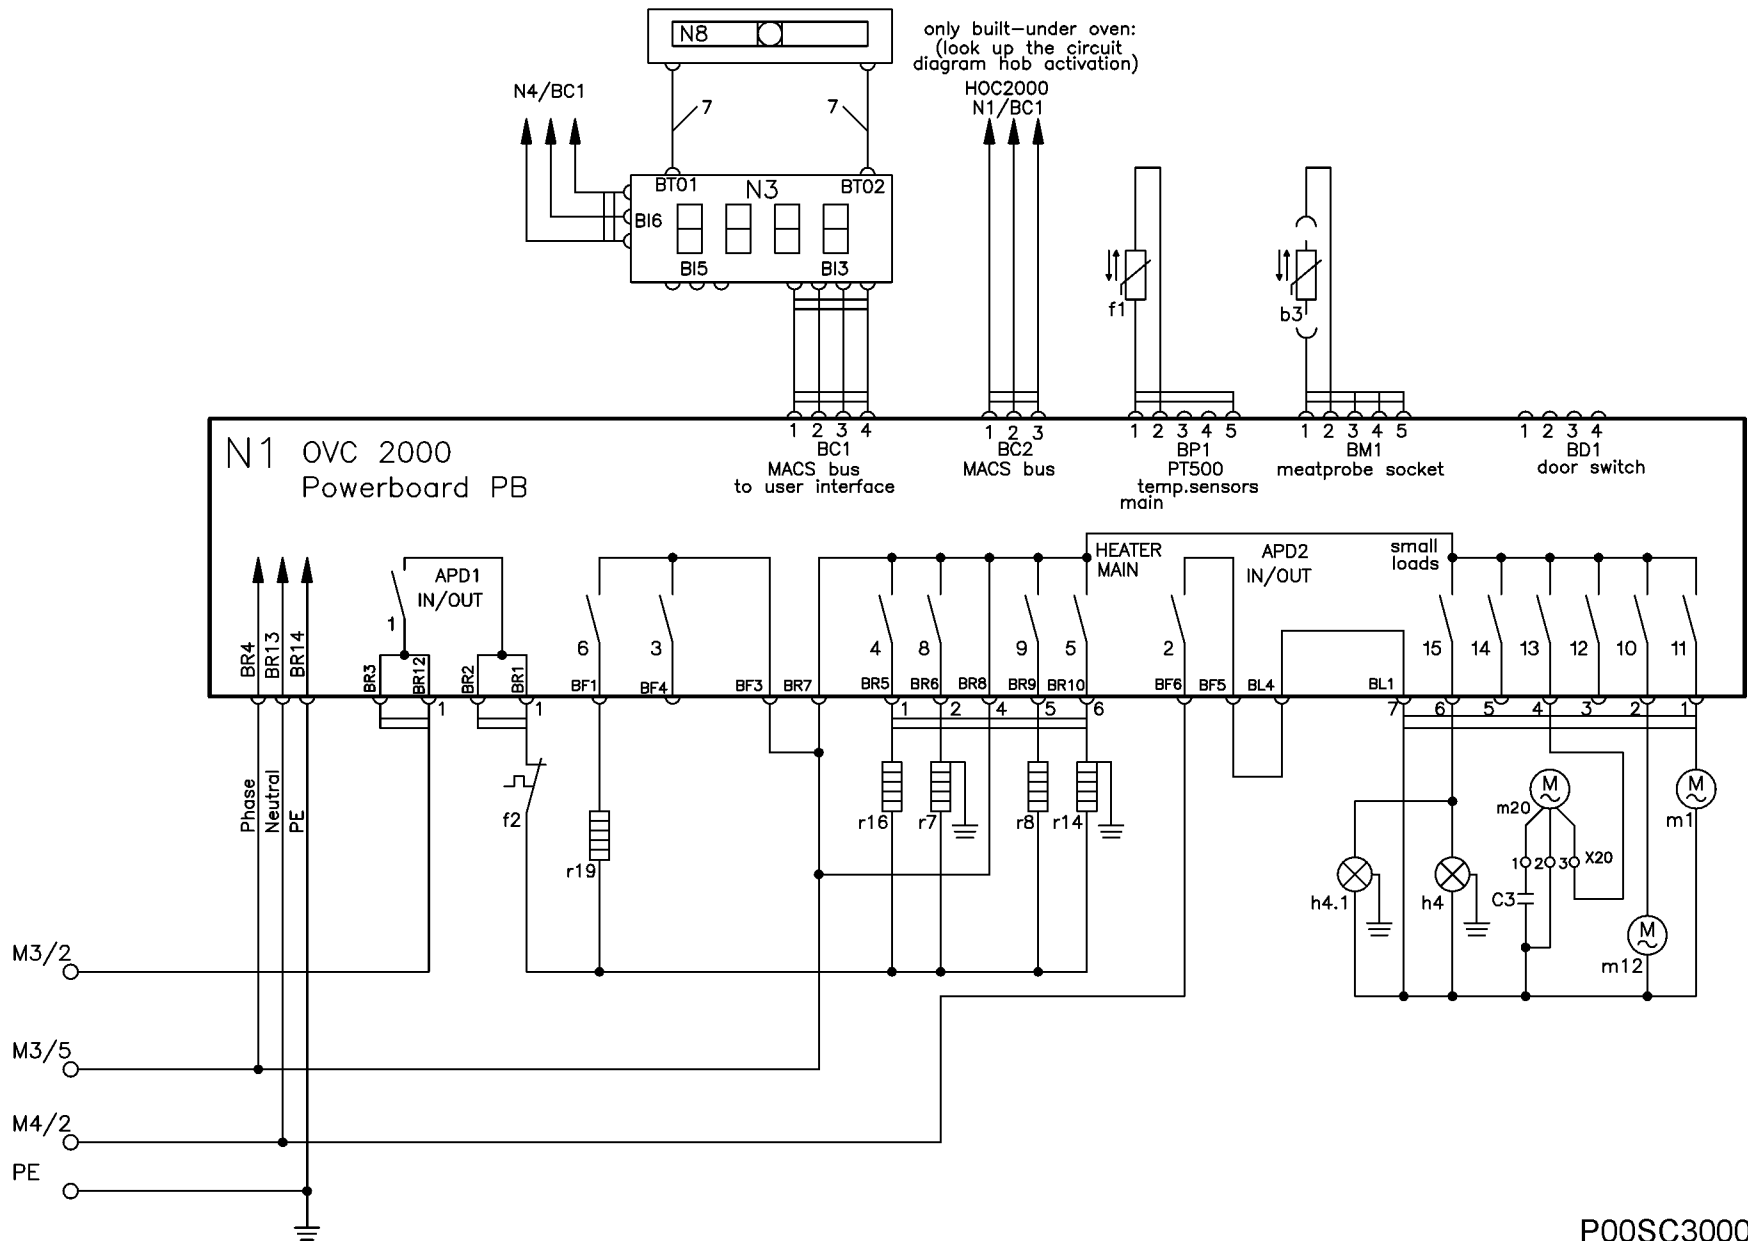 N8
only built-under oven:
(look up the circuit
diagram hob activation)
HOC2000
N1/BC1
N4/BC1
7
7
BT01
N3
BT02
BI6
BI5
BI3
f1
b3
1 2 3 4
1 2 3
1 2 3 4 5
1 2 3 4 5
1 2 3 4
BC1
MACS bus
to user interface
BC2
MACS bus
BP1
PT500
temp.sensors
main
BM1
meatprobe socket
BD1
door switch
N1 OVC 2000
Powerboard PB
HEATER
MAIN
APD2
IN/OUT
small
loads
APD1
IN/OUT
1
6
3
4
8
9
5
2
15
14
13
12
10
11
BR4
BR13
BR14
BR3
BR12
BR2
BR1
BF1
BF4
BF3
BR7
BR5
BR6
BR8
BR9
BR10
BF6
BF5
BL4
BL1
1
1
1
2
4
5
6
7
6
5
4
3
2
1
Phase
Neutral
PE
f2
r19
r16
r7
r8
r14
M
m20
M
m1
1
2
3
X20
h4.1
h4
C3
M
m12
M3/2
M3/5
M4/2
PE
P00SC3000